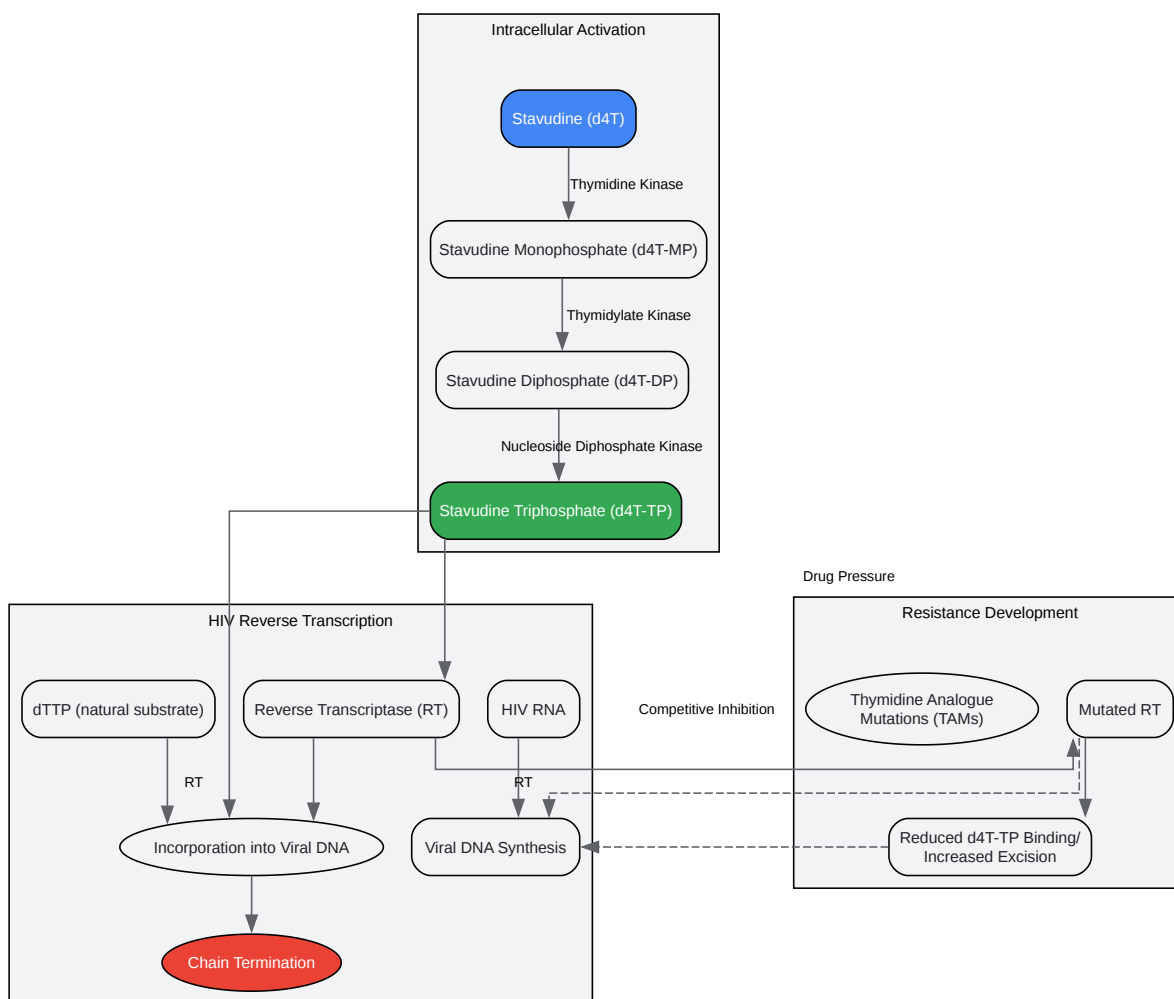 Intracellular Activation
Stavudine (d4T)
Thymidine Kinase
Stavudine Monophosphate (d4T-MP)
Thymidylate Kinase
Stavudine Diphosphate (d4T-DP)
Nucleoside Diphosphate Kinase
Stavudine Triphosphate (d4T-TP)
HIV Reverse Transcription
dTTP (natural substrate)
Reverse Transcriptase (RT)
HIV RNA
RT
RT
Incorporation into Viral DNA
Viral DNA Synthesis
Chain Termination
Competitive Inhibition
Drug Pressure
Resistance Development
Thymidine Analogue
Mutations (TAMs)
Mutated RT
Reduced d4T-TP Binding/
Increased Excision